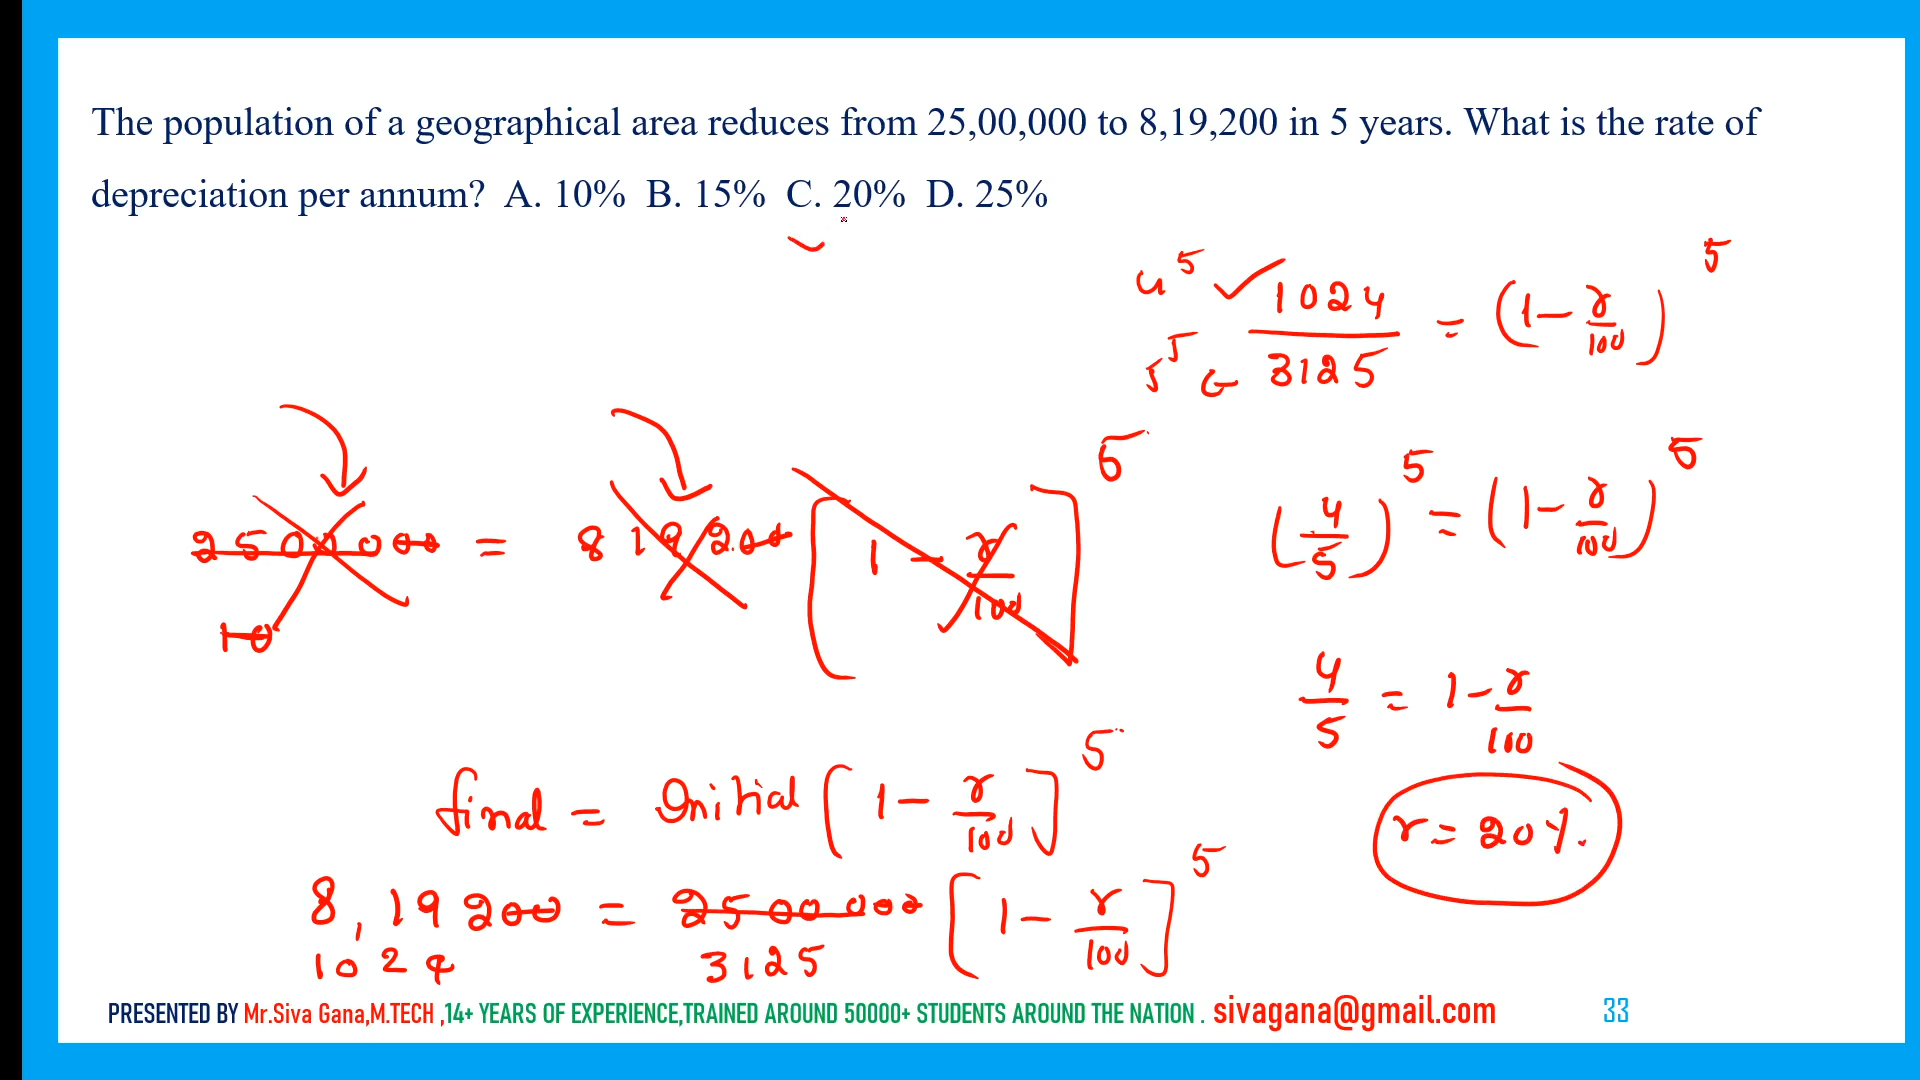 The population of a geographical area reduces from 25,00,000 to 8,19,200 in 5 years. What is the rate of
depreciation per annum? A. 10% B. 15% C. 20% D. 25%
4^5 ✓ 1024/3125 = (1 - r/100)^5
5^5
2500000 = 819200 [1 - r/100]^5
10
(4/5)^5 = (1 - r/100)^5
4/5 = 1 - r/100
final = Initial [1 - r/100]^5
r = 20%.
8,19200 = 2500000 [1 - r/100]^5
1024 3125
PRESENTED BY Mr.Siva Gana,M.TECH ,14+ YEARS OF EXPERIENCE,TRAINED AROUND 50000+ STUDENTS AROUND THE NATION . sivagana@gmail.com 33